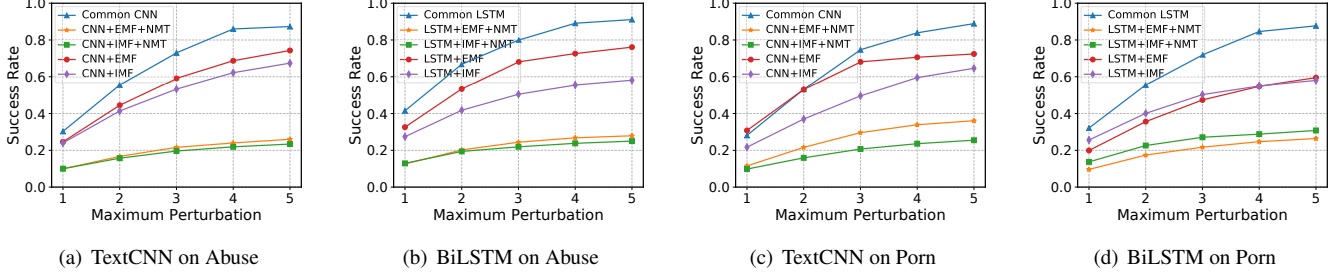 Success Rate
1.0
0.8
0.6
0.4
0.2
0.0
Common CNN
CNN+EMF+NMT
CNN+IMF+NMT
CNN+EMF
CNN+IMF
1 2 3 4 5
Maximum Perturbation
(a) TextCNN on Abuse
Success Rate
1.0
0.8
0.6
0.4
0.2
0.0
Common LSTM
LSTM+EMF+NMT
LSTM+IMF+NMT
LSTM+EMF
LSTM+IMF
1 2 3 4 5
Maximum Perturbation
(b) BiLSTM on Abuse
Success Rate
1.0
0.8
0.6
0.4
0.2
0.0
Common CNN
CNN+EMF+NMT
CNN+IMF+NMT
CNN+EMF
CNN+IMF
1 2 3 4 5
Maximum Perturbation
(c) TextCNN on Porn
Success Rate
1.0
0.8
0.6
0.4
0.2
0.0
Common LSTM
LSTM+EMF+NMT
LSTM+IMF+NMT
LSTM+EMF
LSTM+IMF
1 2 3 4 5
Maximum Perturbation
(d) BiLSTM on Porn